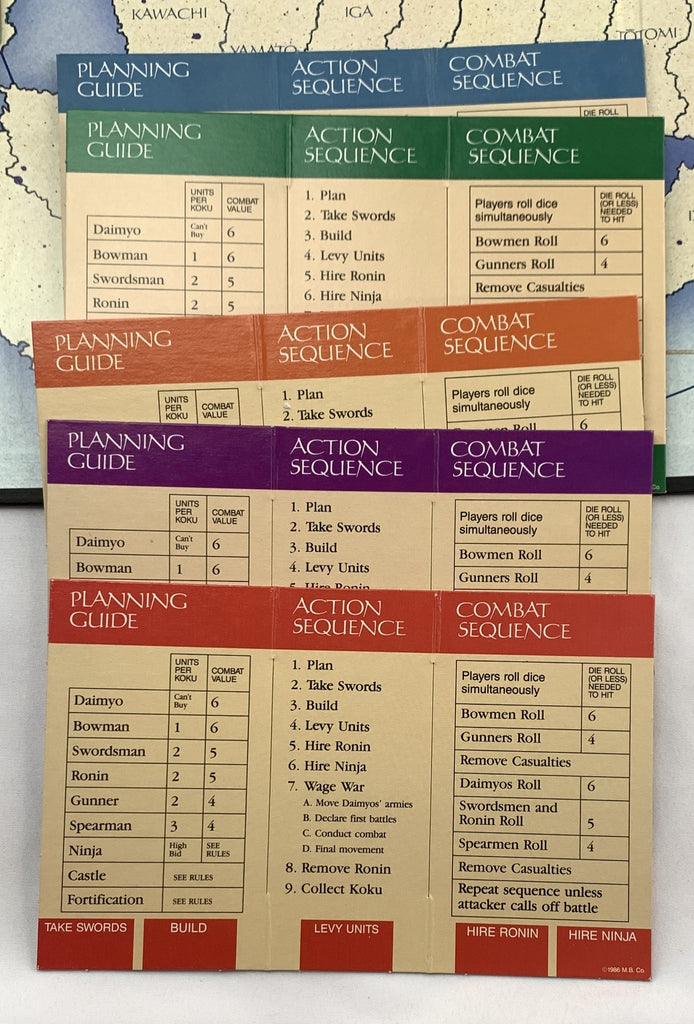 KAWACHI
IGA
YAMATO
TOTOMI
PLANNING
GUIDE
ACTION
SEQUENCE
COMBAT
SEQUENCE
DIE ROLL
PLANNING
GUIDE
ACTION
SEQUENCE
COMBAT
SEQUENCE
UNITS
PER
KOKU
COMBAT
VALUE
Daimyo Can't
Buy 6
Bowman 1 6
Swordsman 2 5
Ronin 2 5
1. Plan
2. Take Swords
3. Build
4. Levy Units
5. Hire Ronin
6. Hire Ninja
Players roll dice
simultaneously
DIE ROLL
(OR LESS)
NEEDED
TO HIT
Bowmen Roll 6
Gunners Roll 4
Remove Casualties
Co.
PLANNING
GUIDE
ACTION
SEQUENCE
COMBAT
SEQUENCE
UNITS
PER
KOKU
COMBAT
VALUE
1. Plan
2. Take Swords
Players roll dice
simultaneously
DIE ROLL
(OR LESS)
NEEDED
TO HIT
Roll 6
PLANNING
GUIDE
ACTION
SEQUENCE
COMBAT
SEQUENCE
UNITS
PER
KOKU
COMBAT
VALUE
Daimyo Can't
Buy 6
Bowman 1 6
1. Plan
2. Take Swords
3. Build
4. Levy Units
5. Hire Ronin
Players roll dice
simultaneously
DIE ROLL
(OR LESS)
NEEDED
TO HIT
Bowmen Roll 6
Gunners Roll 4
PLANNING
GUIDE
ACTION
SEQUENCE
COMBAT
SEQUENCE
UNITS
PER
KOKU
COMBAT
VALUE
Daimyo Can't
Buy 6
Bowman 1 6
Swordsman 2 5
Ronin 2 5
Gunner 2 4
Spearman 3 4
Ninja High
Bid SEE
RULES
Castle SEE RULES
Fortification SEE RULES
1. Plan
2. Take Swords
3. Build
4. Levy Units
5. Hire Ronin
6. Hire Ninja
7. Wage War
A. Move Daimyos' armies
B. Declare first battles
C. Conduct combat
D. Final movement
8. Remove Ronin
9. Collect Koku
Players roll dice
simultaneously
DIE ROLL
(OR LESS)
NEEDED
TO HIT
Bowmen Roll 6
Gunners Roll 4
Remove Casualties
Daimyos Roll 6
Swordsmen and
Ronin Roll 5
Spearmen Roll 4
Remove Casualties
Repeat sequence unless
attacker calls off battle
TAKE SWORDS
BUILD
LEVY UNITS
HIRE RONIN
HIRE NINJA
©1986 M.B. Co.